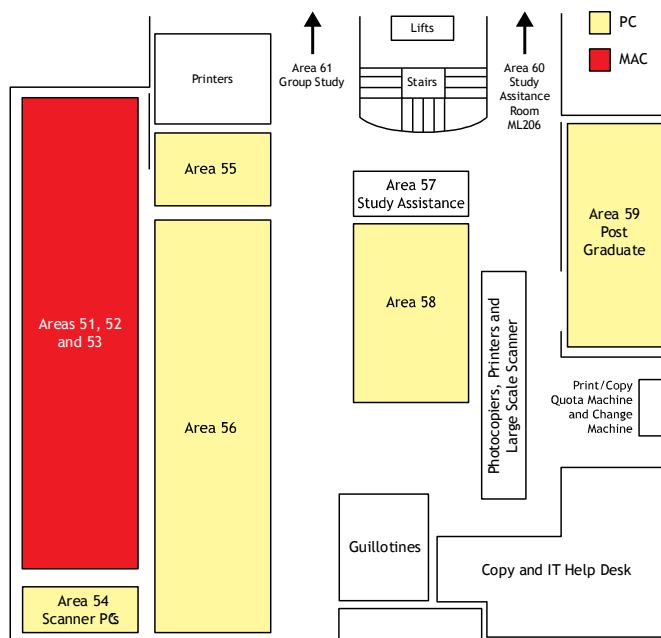 Lifts
PC
MAC
Area 61
Group Study
Stairs
Area 60
Study
Assitance
Room
ML206
Printers
Area 55
Area 57
Study Assistance
Area 59
Post
Graduate
Areas 51, 52
and 53
Area 58
Photocopiers, Printers and
Large Scale Scanner
Print/Copy
Quota Machine
and Change
Machine
Area 56
Guillotines
Copy and IT Help Desk
Area 54
Scanner PCs